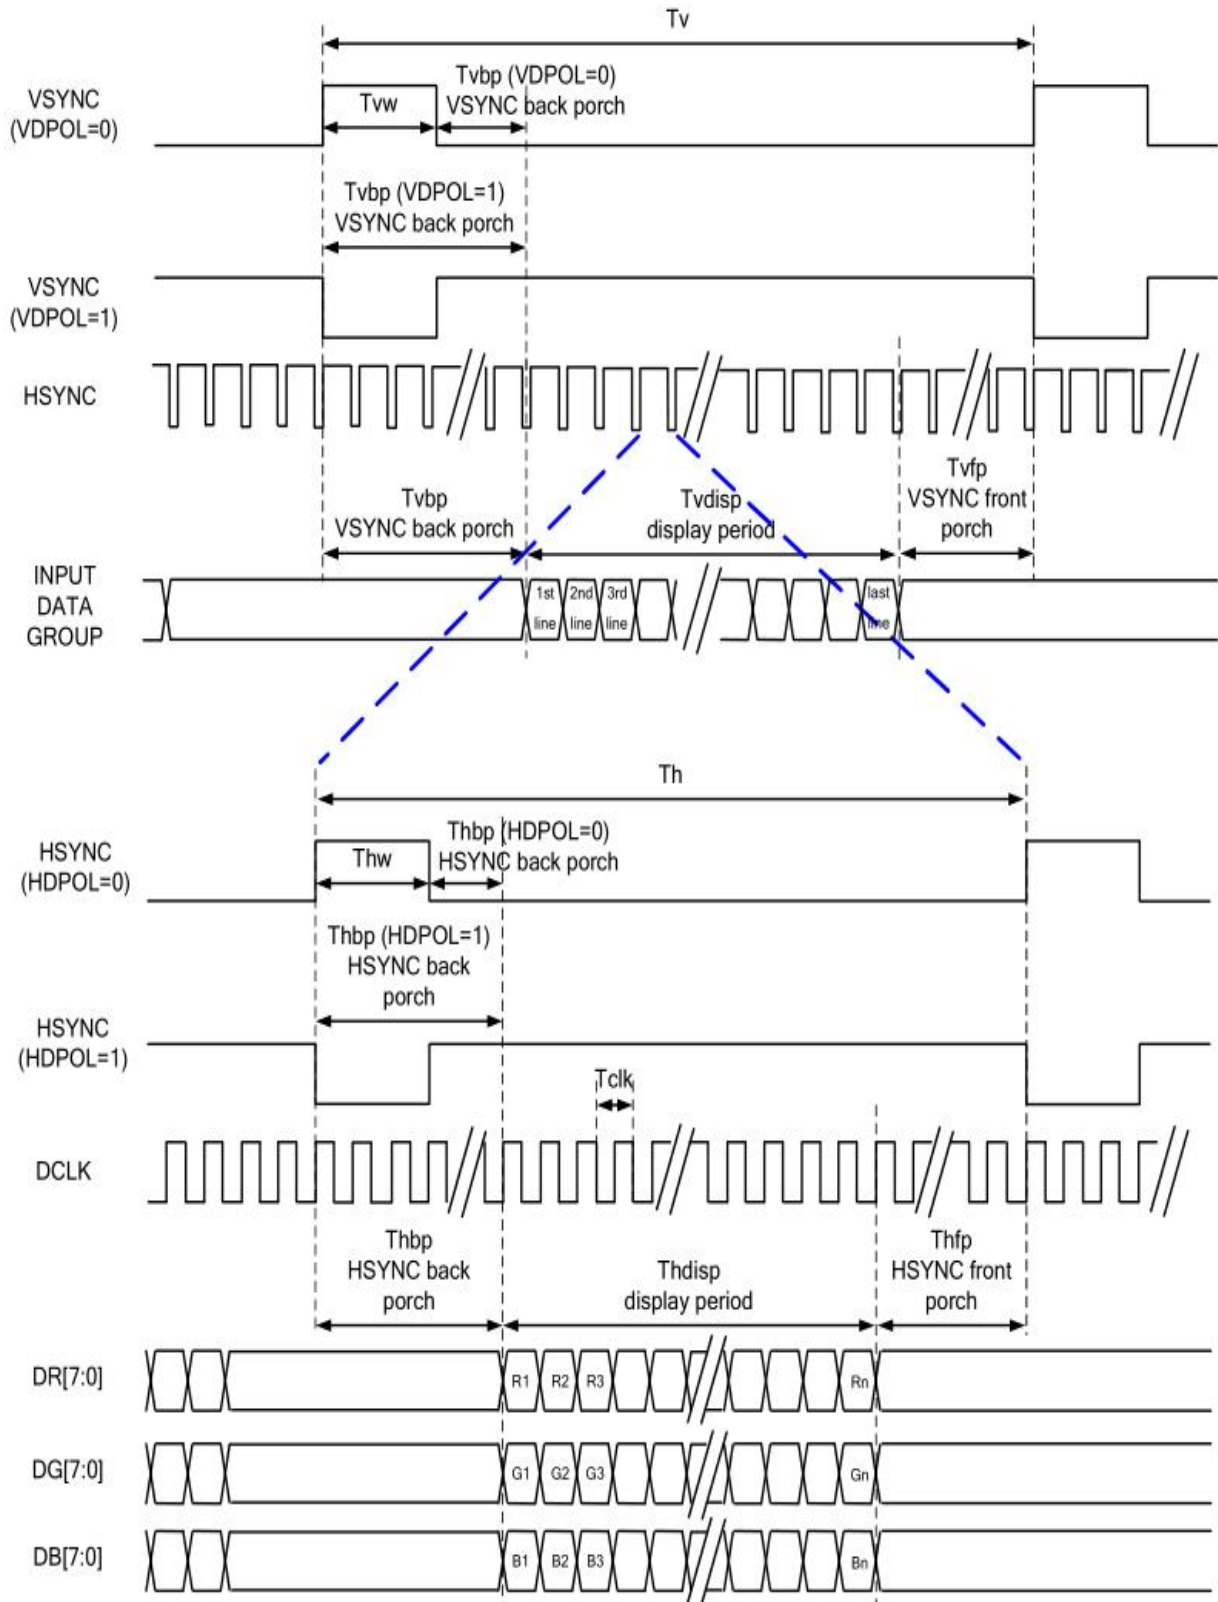 Tv
VSYNC
(VDPOL=0)
Tvw
Tvbp (VDPOL=0)
VSYNC back porch
Tvbp (VDPOL=1)
VSYNC back porch
VSYNC
(VDPOL=1)
HSYNC
Tvbp
VSYNC back porch
Tvdisp
display period
Tvfp
VSYNC front
porch
INPUT
DATA
GROUP
1st
line
2nd
line
3rd
line
last
line
Th
HSYNC
(HDPOL=0)
Thw
Thbp (HDPOL=0)
HSYNC back porch
Thbp (HDPOL=1)
HSYNC back
porch
HSYNC
(HDPOL=1)
Tclk
DCLK
Thbp
HSYNC back
porch
Thdisp
display period
Thfp
HSYNC front
porch
DR[7:0]
R1 R2 R3 Rn
DG[7:0]
G1 G2 G3 Gn
DB[7:0]
B1 B2 B3 Bn